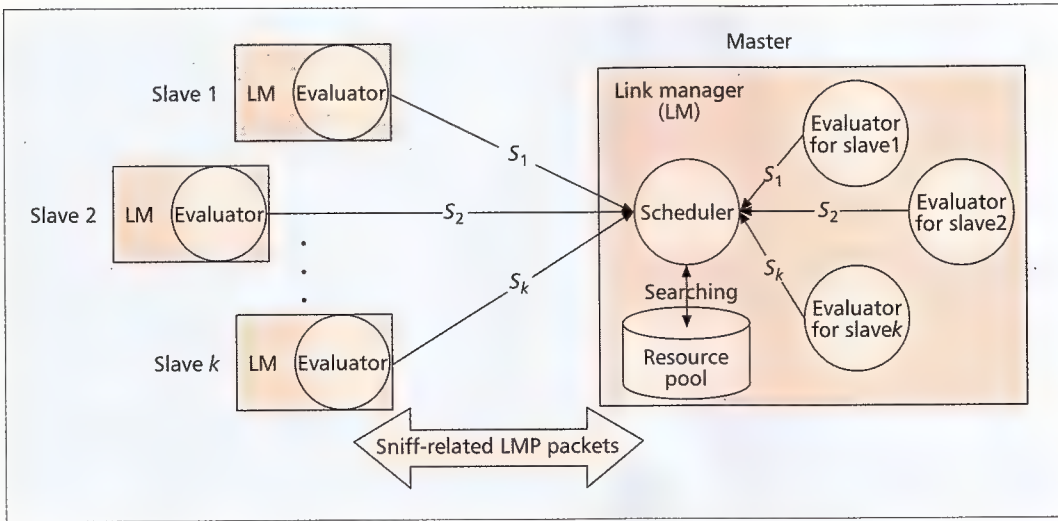 Master
Slave 1
LM
Evaluator
Link manager
(LM)
Evaluator
for slave1
S1
S1
Slave 2
LM
Evaluator
S2
Scheduler
S2
Evaluator
for slave2
.
.
.
Sk
Sk
Searching
Evaluator
for slavek
Slave k
LM
Evaluator
Resource
pool
Sniff-related LMP packets